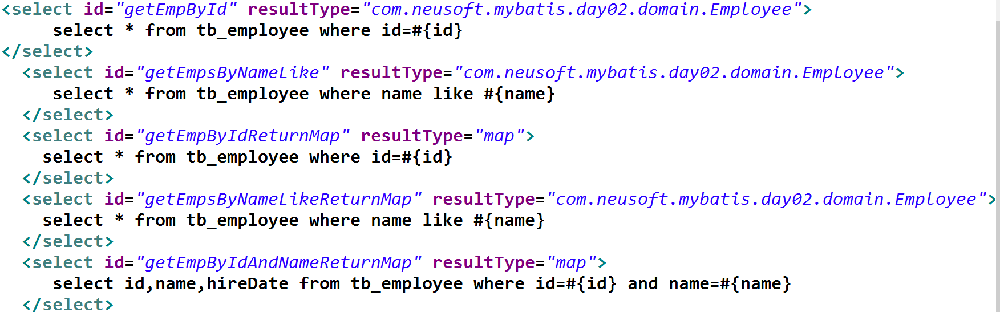 <select id="getEmpById" resultType="com.neusoft.mybatis.day02.domain.Employee">
select * from tb_employee where id=#{id}
</select>
<select id="getEmpsByNameLike" resultType="com.neusoft.mybatis.day02.domain.Employee">
select * from tb_employee where name like #{name}
</select>
<select id="getEmpByIdReturnMap" resultType="map">
select * from tb_employee where id=#{id}
</select>
<select id="getEmpsByNameLikeReturnMap" resultType="com.neusoft.mybatis.day02.domain.Employee">
select * from tb_employee where name like #{name}
</select>
<select id="getEmpByIdAndNameReturnMap" resultType="map">
select id,name,hireDate from tb_employee where id=#{id} and name=#{name}
</select>